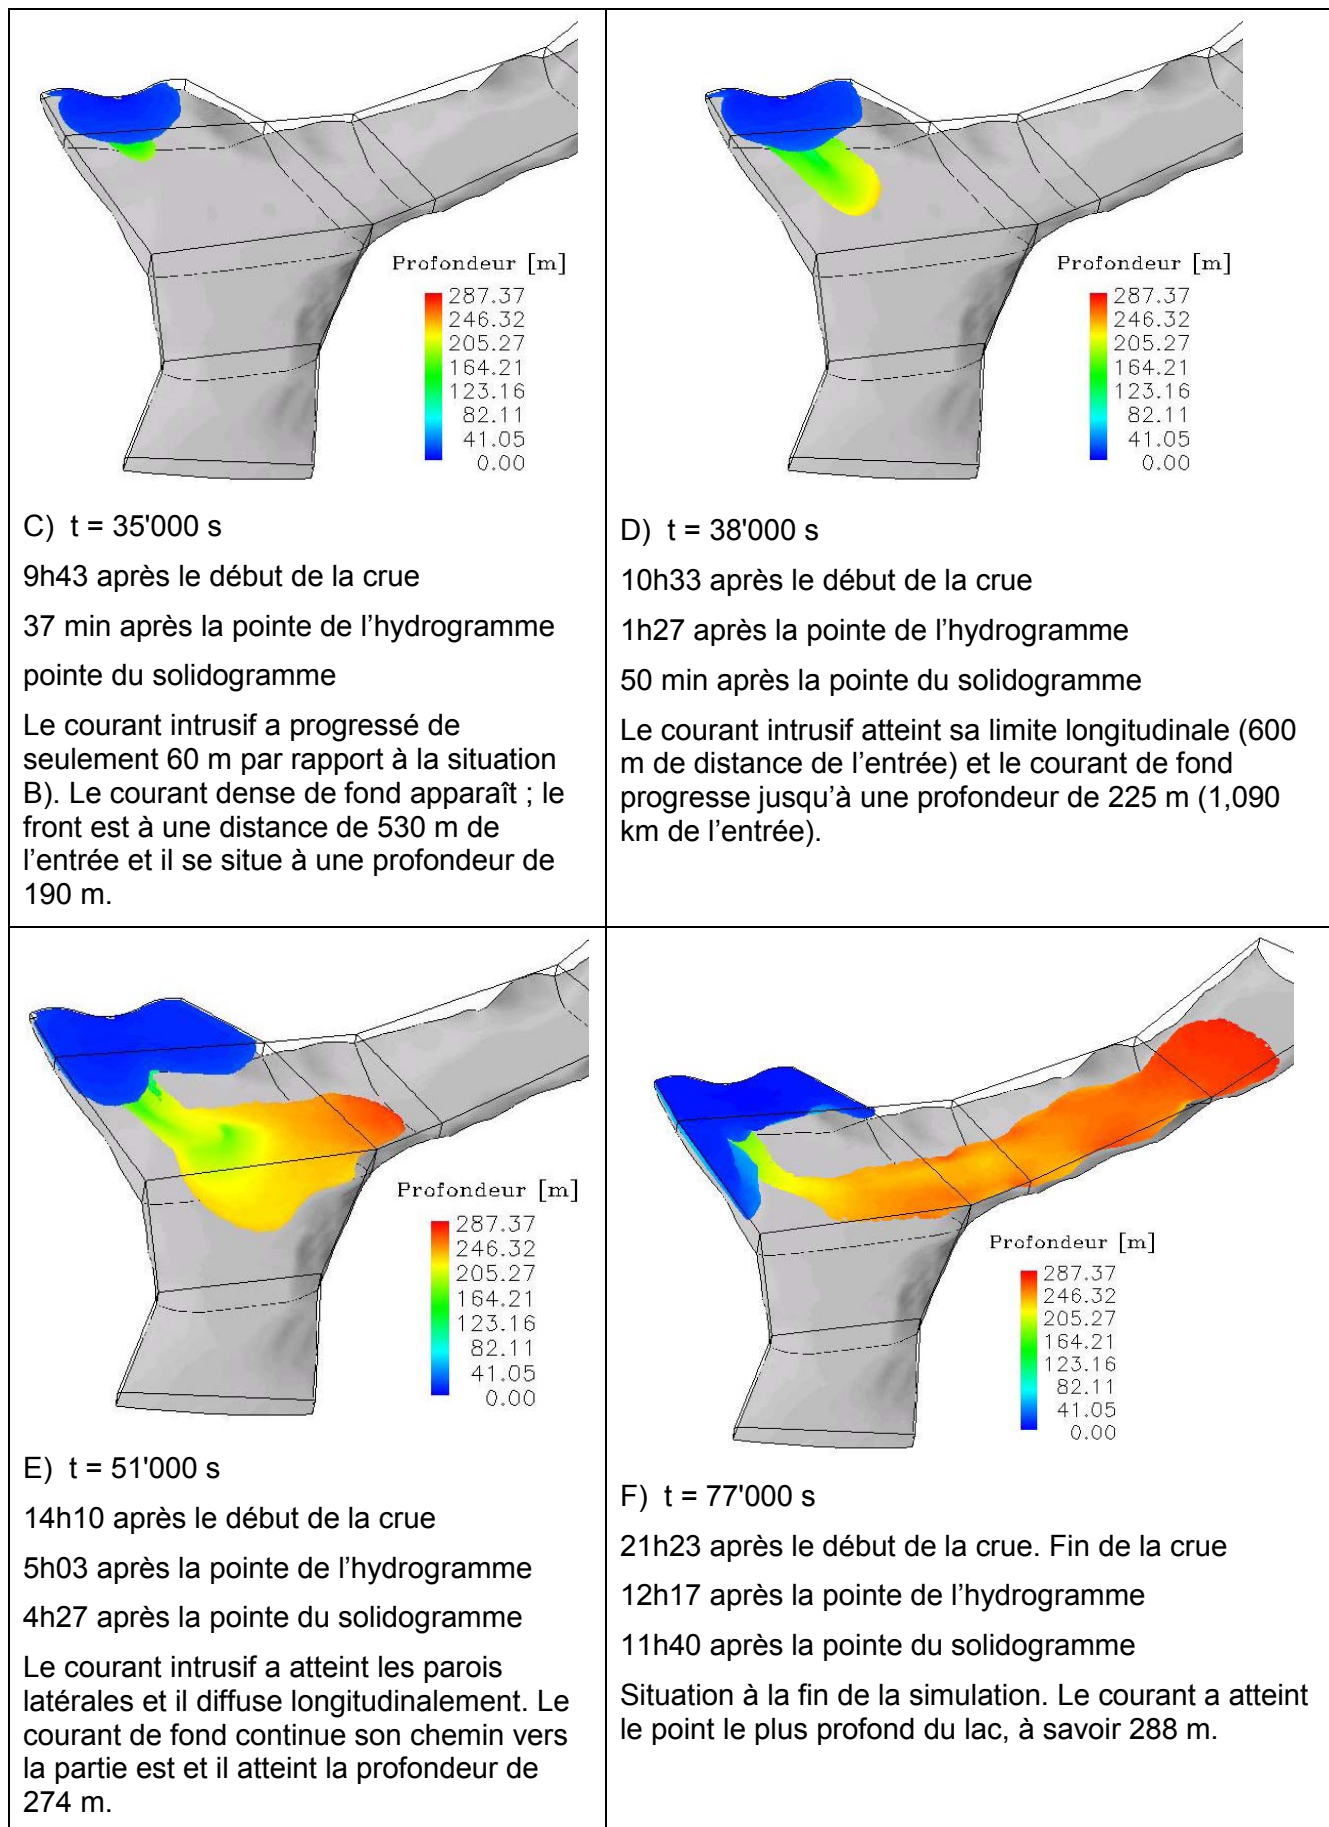 Profondeur [m]
287.37
246.32
205.27
164.21
123.16
82.11
41.05
0.00
C) t = 35'000 s
9h43 après le début de la crue
37 min après la pointe de l'hydrogramme
pointe du solidogramme
Le courant intrusif a progressé de
seulement 60 m par rapport à la situation
B). Le courant dense de fond apparaît ; le
front est à une distance de 530 m de
l'entrée et il se situe à une profondeur de
190 m.
Profondeur [m]
287.37
246.32
205.27
164.21
123.16
82.11
41.05
0.00
D) t = 38'000 s
10h33 après le début de la crue
1h27 après la pointe de l'hydrogramme
50 min après la pointe du solidogramme
Le courant intrusif atteint sa limite longitudinale (600
m de distance de l'entrée) et le courant de fond
progresse jusqu'à une profondeur de 225 m (1,090
km de l'entrée).
Profondeur [m]
287.37
246.32
205.27
164.21
123.16
82.11
41.05
0.00
E) t = 51'000 s
14h10 après le début de la crue
5h03 après la pointe de l'hydrogramme
4h27 après la pointe du solidogramme
Le courant intrusif a atteint les parois
latérales et il diffuse longitudinalement. Le
courant de fond continue son chemin vers
la partie est et il atteint la profondeur de
274 m.
Profondeur [m]
287.37
246.32
205.27
164.21
123.16
82.11
41.05
0.00
F) t = 77'000 s
21h23 après le début de la crue. Fin de la crue
12h17 après la pointe de l'hydrogramme
11h40 après la pointe du solidogramme
Situation à la fin de la simulation. Le courant a atteint
le point le plus profond du lac, à savoir 288 m.